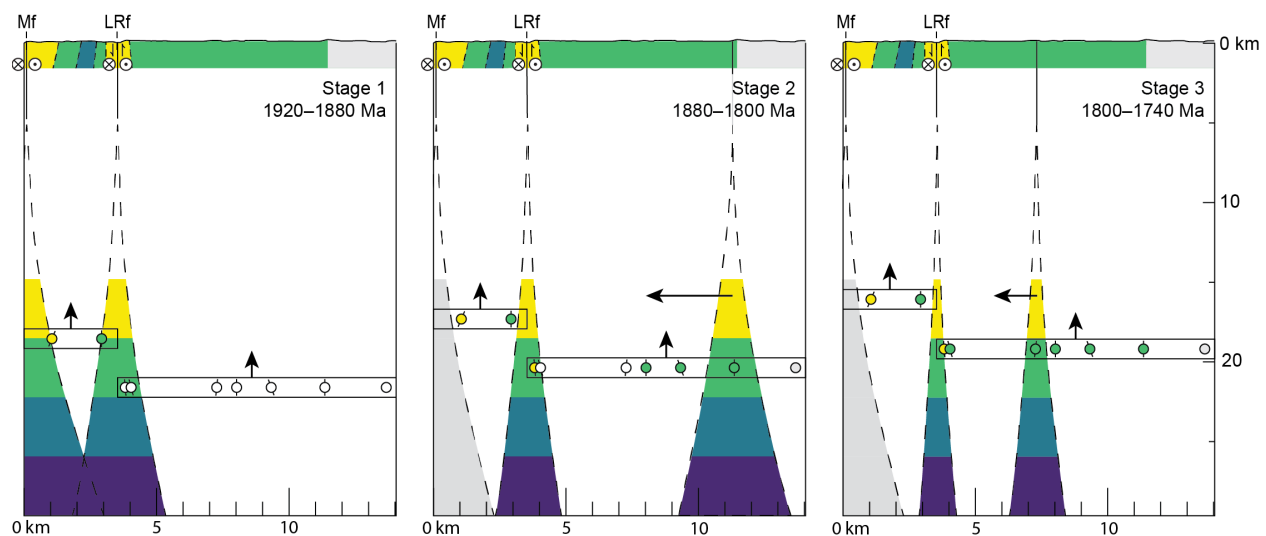 Mf LRf Mf LRf Mf LRf
0 km
Stage 1
1920–1880 Ma
Stage 2
1880–1800 Ma
Stage 3
1800–1740 Ma
10
20
0 km 5 10
0 km 5 10
0 km 5 10